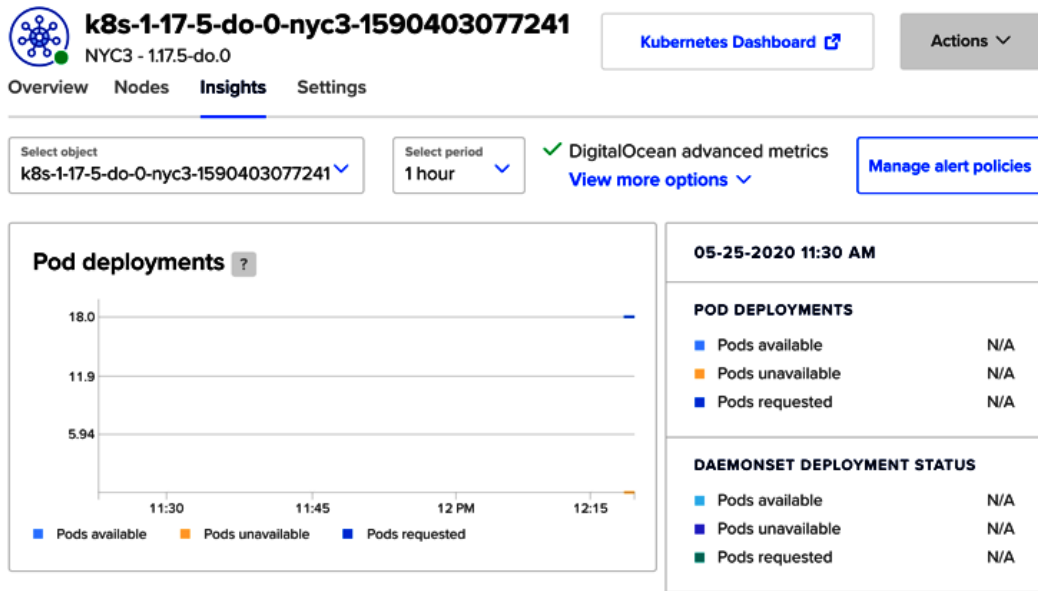 k8s-1-17-5-do-0-nyc3-1590403077241
NYC3 - 1.17.5-do.0
Kubernetes Dashboard
Actions
Overview Nodes Insights Settings
Select object
k8s-1-17-5-do-0-nyc3-1590403077241
Select period
1 hour
DigitalOcean advanced metrics
View more options
Manage alert policies
Pod deployments ?
18.0
11.9
5.94
11:30 11:45 12 PM 12:15
Pods available Pods unavailable Pods requested
05-25-2020 11:30 AM
POD DEPLOYMENTS
Pods available N/A
Pods unavailable N/A
Pods requested N/A
DAEMONSET DEPLOYMENT STATUS
Pods available N/A
Pods unavailable N/A
Pods requested N/A